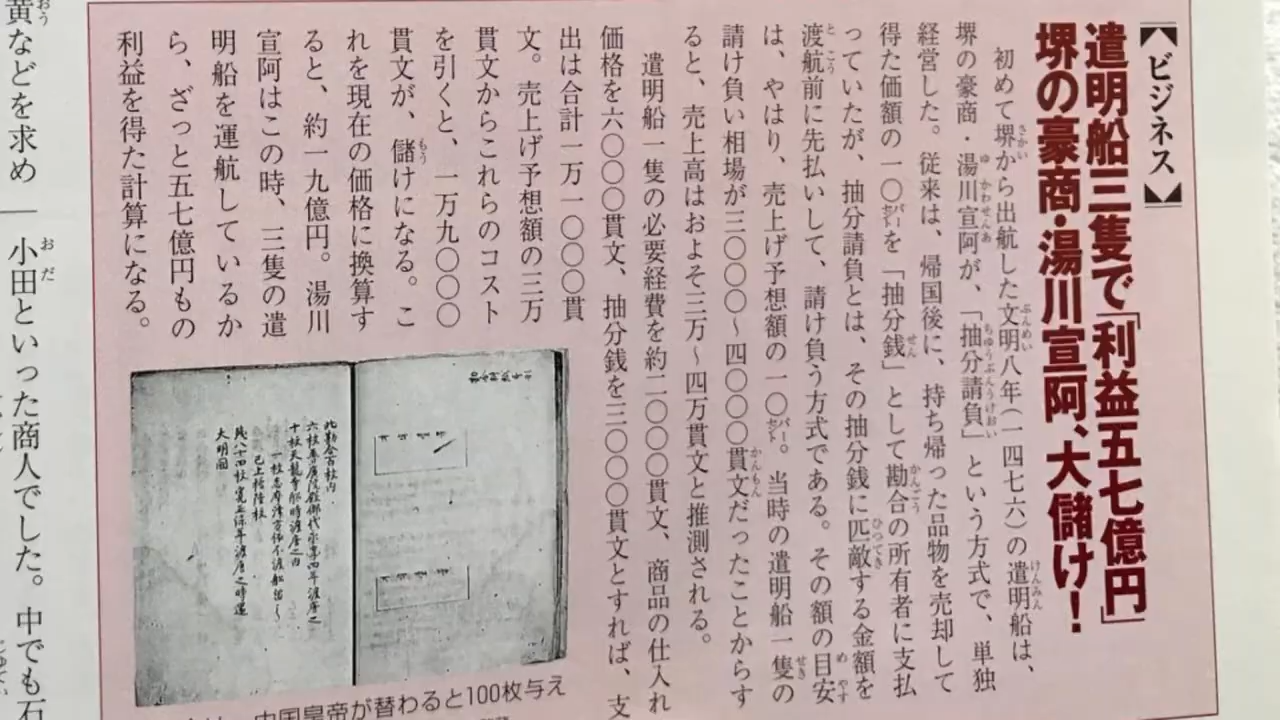 【ビジネス】
遣明船三隻で「利益五七億円」
堺の豪商・湯川宣阿、大儲け!
初めて堺から出航した文明八年(一四七六)の遣明船は、
堺の豪商・湯川宣阿が、「抽分請負」という方式で、単独
経営した。従来は、帰国後に、持ち帰った品物を売却して
得た価額の一〇㌫を「抽分銭」として勘合の所有者に支払
っていたが、抽分請負とは、その抽分銭に匹敵する金額を
渡航前に先払いして、請け負う方式である。その額の目安
は、やはり、売上げ予想額の一〇㌫。当時の遣明船一隻の
請け負い相場が三〇〇〇~四〇〇〇貫文だったことからす
ると、売上高はおよそ三万~四万貫文と推測される。
遣明船一隻の必要経費を約二〇〇〇貫文、商品の仕入れ
価格を六〇〇〇貫文、抽分銭を三〇〇〇貫文とすれば、支
出は合計一万一〇〇〇貫
文。売上げ予想額の三万
貫文からこれらのコスト
を引くと、一万九〇〇〇
貫文が、儲けになる。こ
れを現在の価格に換算す
ると、約一九億円。湯川
宣阿はこの時、三隻の遣
明船を運航しているか
ら、ざっと五七億円もの
利益を得た計算になる。
大明国
中国皇帝が替わると100枚与え
黄などを求め
小田といった商人でした。中でも石